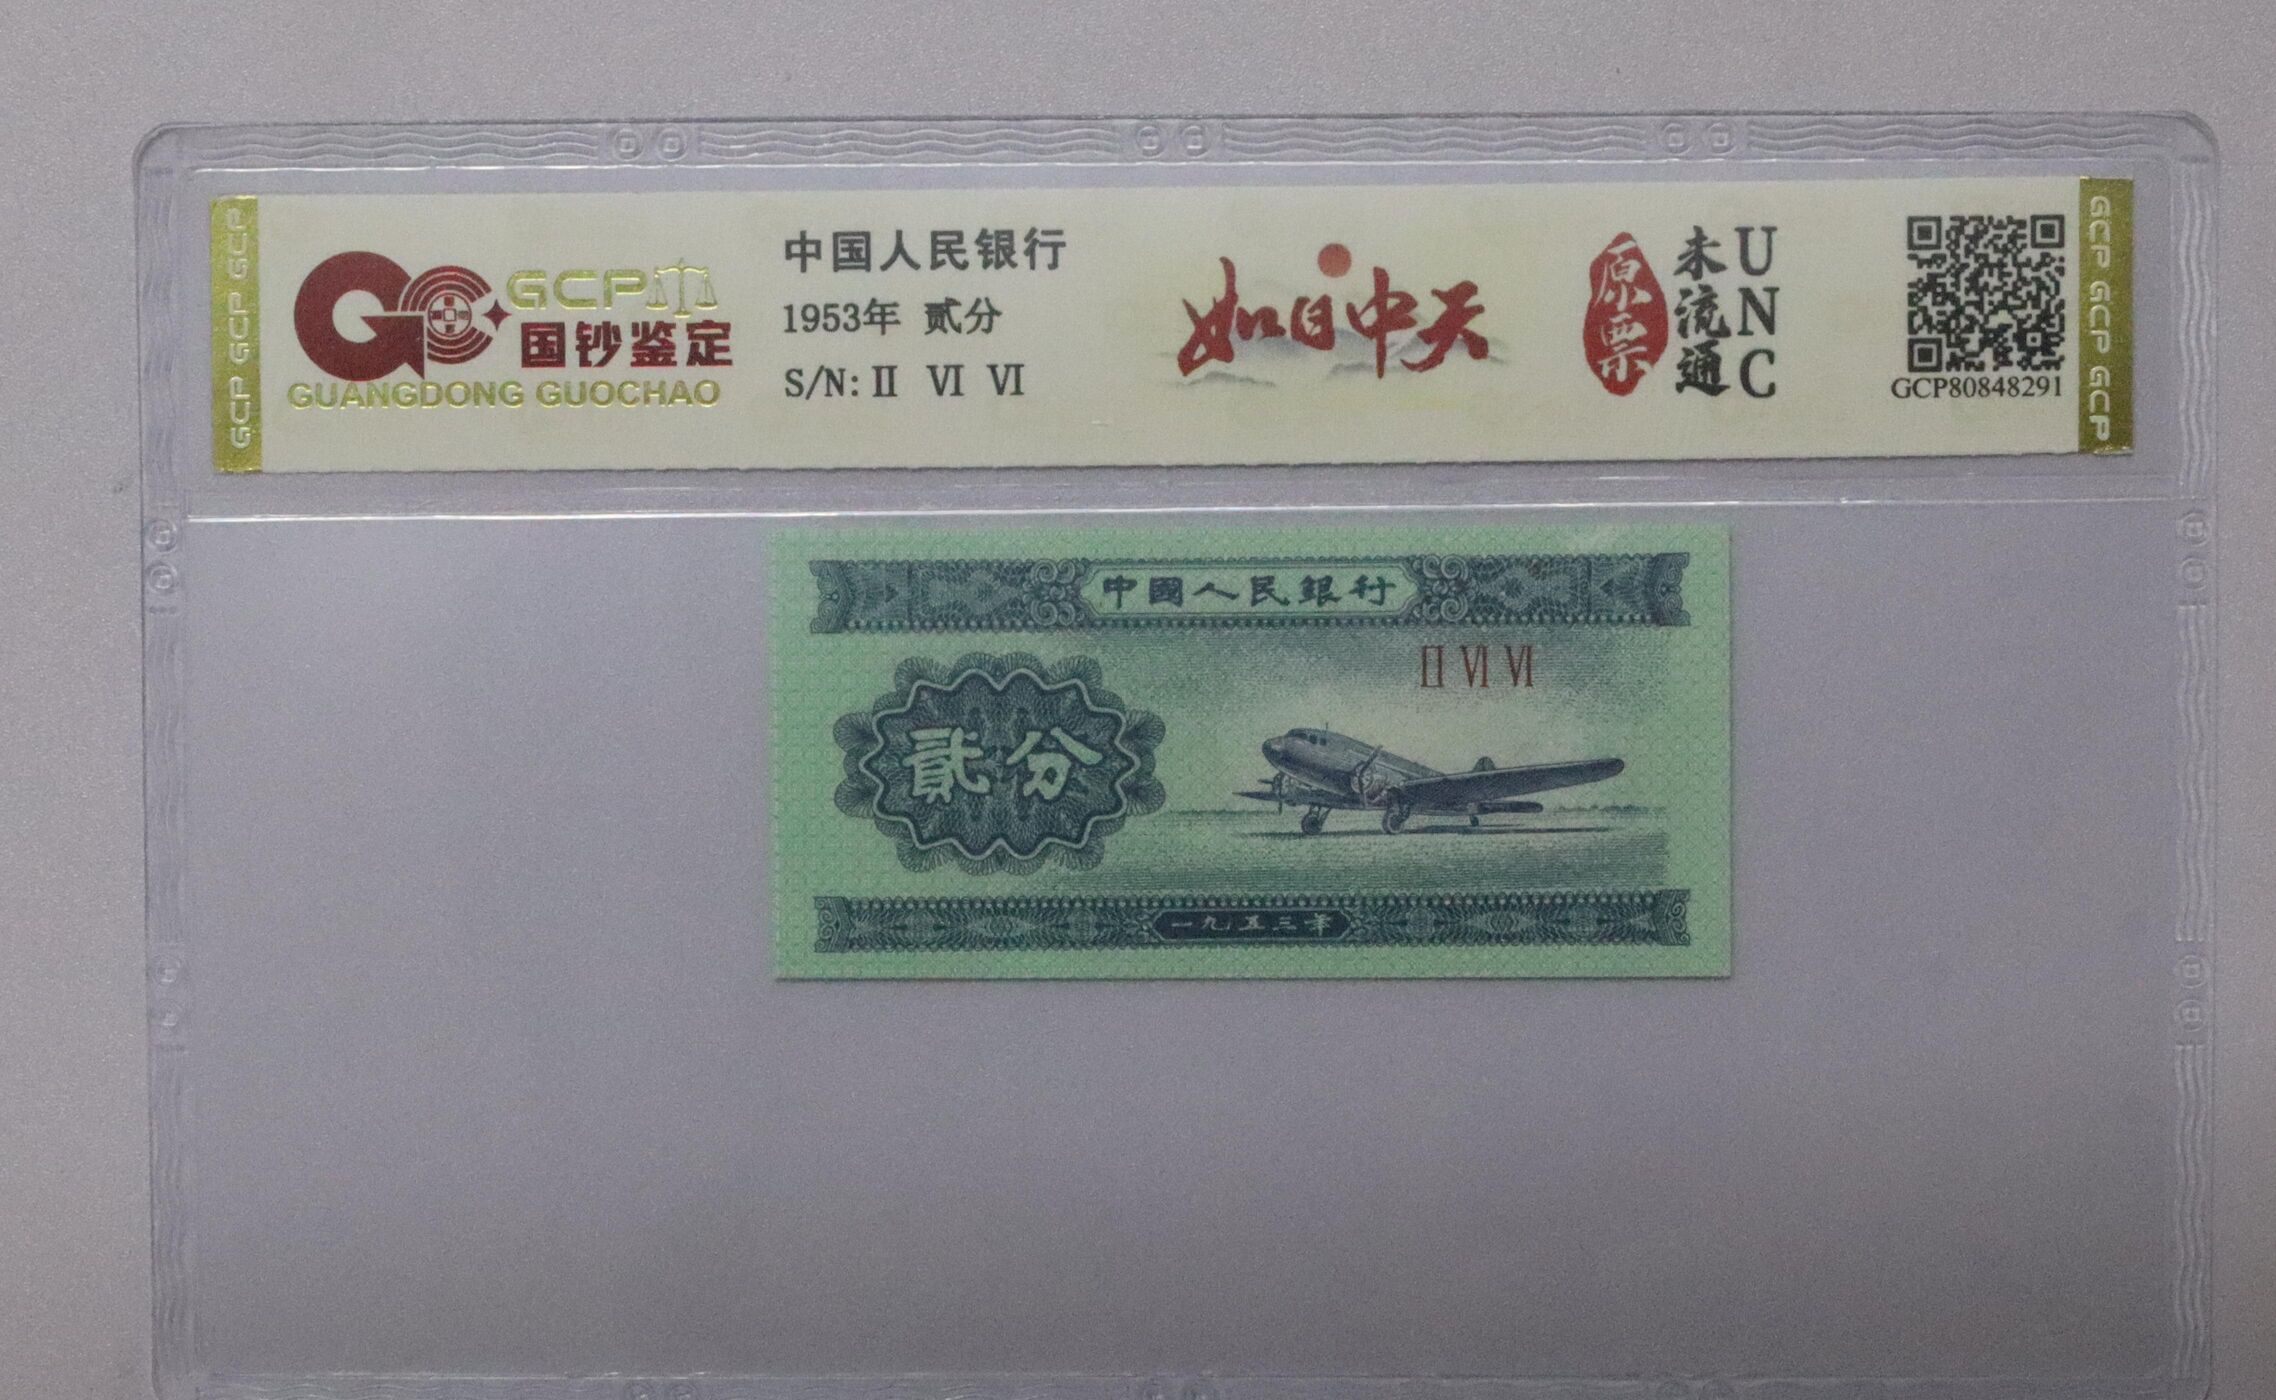 GCP GCP GCP
GCP
国钞鉴定
GUANGDONG GUOCHAO
中国人民银行
1953年 贰分
S/N: II VI VI
如日中天
原票
未流通
UNC
GCP80848291
GCP GCP GCP
中國人民銀行
II VI VI
貳分
一九五三年